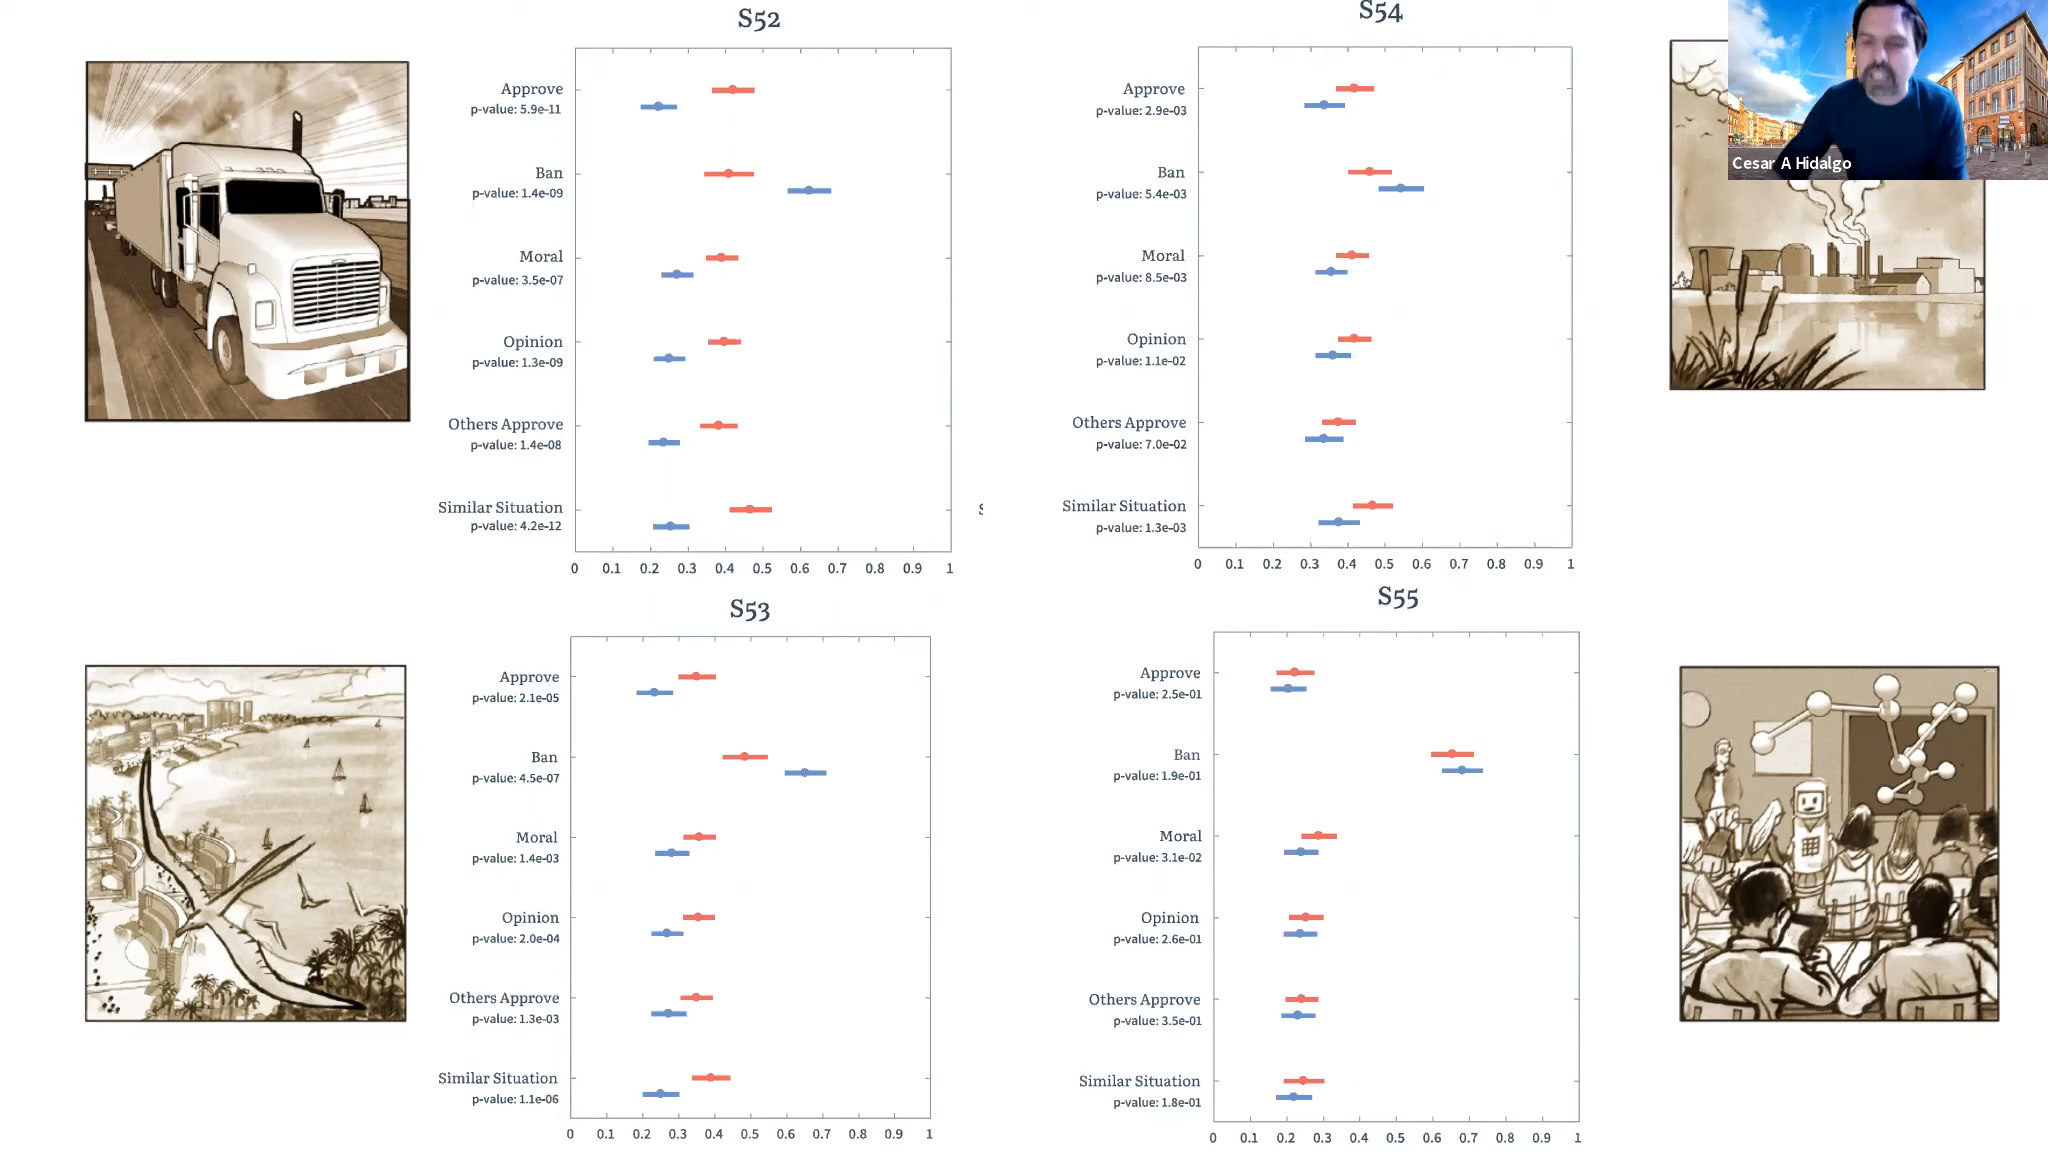 S52
Approve
p-value: 5.9e-11
Ban
p-value: 1.4e-09
Moral
p-value: 3.5e-07
Opinion
p-value: 1.3e-09
Others Approve
p-value: 1.4e-08
Similar Situation
p-value: 4.2e-12
0 0.1 0.2 0.3 0.4 0.5 0.6 0.7 0.8 0.9 1
S54
Approve
p-value: 2.9e-03
Ban
p-value: 5.4e-03
Moral
p-value: 8.5e-03
Opinion
p-value: 1.1e-02
Others Approve
p-value: 7.0e-02
Similar Situation
p-value: 1.3e-03
0 0.1 0.2 0.3 0.4 0.5 0.6 0.7 0.8 0.9 1
Cesar A Hidalgo
S53
Approve
p-value: 2.1e-05
Ban
p-value: 4.5e-07
Moral
p-value: 1.4e-03
Opinion
p-value: 2.0e-04
Others Approve
p-value: 1.3e-03
Similar Situation
p-value: 1.1e-06
0 0.1 0.2 0.3 0.4 0.5 0.6 0.7 0.8 0.9 1
S55
Approve
p-value: 2.5e-01
Ban
p-value: 1.9e-01
Moral
p-value: 3.1e-02
Opinion
p-value: 2.6e-01
Others Approve
p-value: 3.5e-01
Similar Situation
p-value: 1.8e-01
0 0.1 0.2 0.3 0.4 0.5 0.6 0.7 0.8 0.9 1